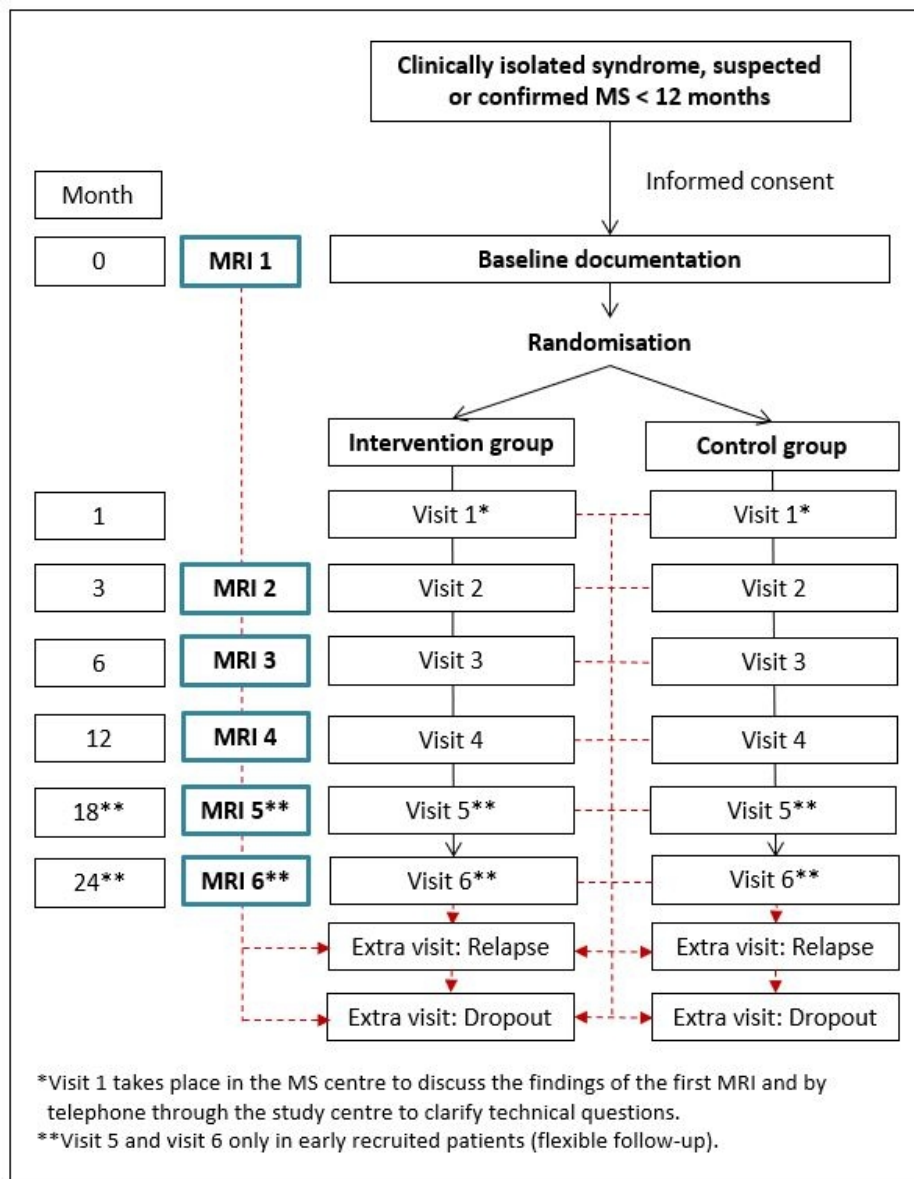 Clinically isolated syndrome, suspected
or confirmed MS < 12 months
Informed consent
Month
0
MRI 1
Baseline documentation
Randomisation
Intervention group
Control group
1
Visit 1*
Visit 1*
3
MRI 2
Visit 2
Visit 2
6
MRI 3
Visit 3
Visit 3
12
MRI 4
Visit 4
Visit 4
18**
MRI 5**
Visit 5**
Visit 5**
24**
MRI 6**
Visit 6**
Visit 6**
Extra visit: Relapse
Extra visit: Relapse
Extra visit: Dropout
Extra visit: Dropout
*Visit 1 takes place in the MS centre to discuss the findings of the first MRI and by
telephone through the study centre to clarify technical questions.
**Visit 5 and visit 6 only in early recruited patients (flexible follow-up).